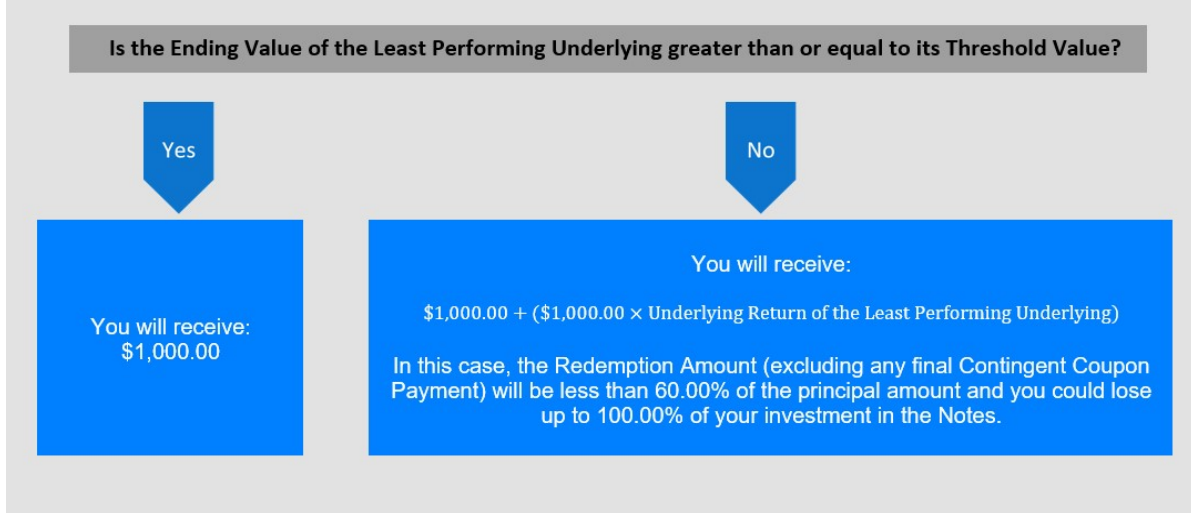 Is the Ending Value of the Least Performing Underlying greater than or equal to its Threshold Value?
Yes
No
You will receive:
$1,000.00
You will receive:
$1,000.00 + ($1,000.00 × Underlying Return of the Least Performing Underlying)
In this case, the Redemption Amount (excluding any final Contingent Coupon
Payment) will be less than 60.00% of the principal amount and you could lose
up to 100.00% of your investment in the Notes.